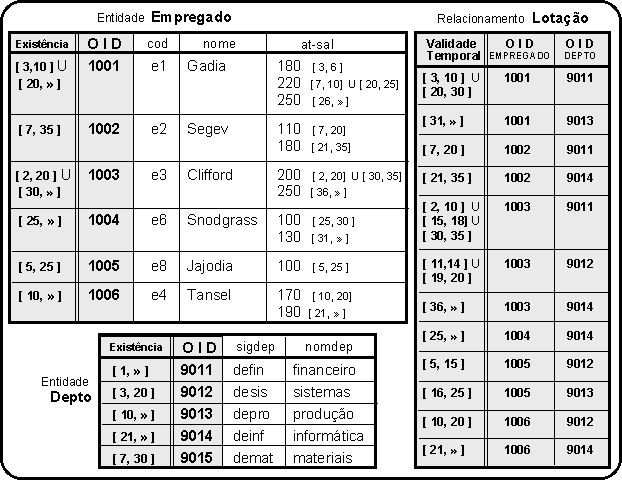 Entidade Empregado
Existência OID cod nome at-sal
[ 3,10 ] U [ 20, » ] 1001 e1 Gadia 180 [ 3, 6 ]
220 [ 7, 10] U [ 20, 25]
250 [ 26, » ]
[ 7, 35 ] 1002 e2 Segev 110 [ 7, 20]
180 [ 21, 35]
[ 2, 20 ] U [ 30, » ] 1003 e3 Clifford 200 [ 2, 20] U [ 30, 35]
250 [ 36, » ]
[ 25, » ] 1004 e6 Snodgrass 100 [ 25, 30 ]
130 [ 31, » ]
[ 5, 25 ] 1005 e8 Jajodia 100 [ 5, 25 ]
[ 10, » ] 1006 e4 Tansel 170 [ 10, 20]
190 [ 21, » ]
Relacionamento Lotação
Validade Temporal OID EMPREGADO OID DEPTO
[ 3, 10 ] U [ 20, 30 ] 1001 9011
[ 31, » ] 1001 9013
[ 7, 20 ] 1002 9011
[ 21, 35 ] 1002 9014
[ 2, 10 ] U [ 15, 18] U [ 30, 35 ] 1003 9011
[ 11,14 ] U [ 19, 20 ] 1003 9012
[ 36, » ] 1003 9014
[ 25, » ] 1004 9014
[ 5, 15 ] 1005 9012
[ 16, 25 ] 1005 9013
[ 10, 20 ] 1006 9012
[ 21, » ] 1006 9014
Entidade Depto
Existência OID sigdep nomdep
[ 1, » ] 9011 defin financeiro
[ 3, 20 ] 9012 desis sistemas
[ 10, » ] 9013 depro produção
[ 21, » ] 9014 deinf informática
[ 7, 30 ] 9015 demat materiais